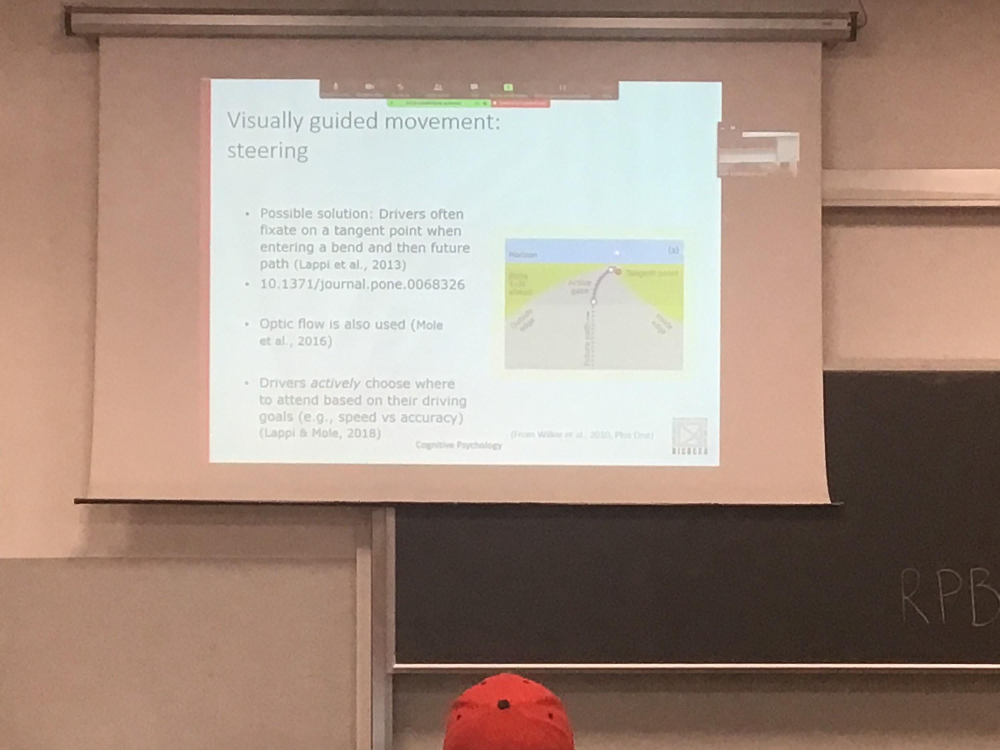 Visually guided movement:
steering
• Possible solution: Drivers often
fixate on a tangent point when
entering a bend and then future
path (Lappi et al., 2013)
• 10.1371/journal.pone.0068326
• Optic flow is also used (Mole
et al., 2016)
• Drivers actively choose where
to attend based on their driving
goals (e.g., speed vs accuracy)
(Lappi & Mole, 2018)
Horizon
(a)
Tangent point
Zone
ahead
Active
gaze
Outside
edge
Inside
edge
Future path
(From Wilkie et al., 2010, Plos One)
Cognitive Psychology
BICOCCA
RPB